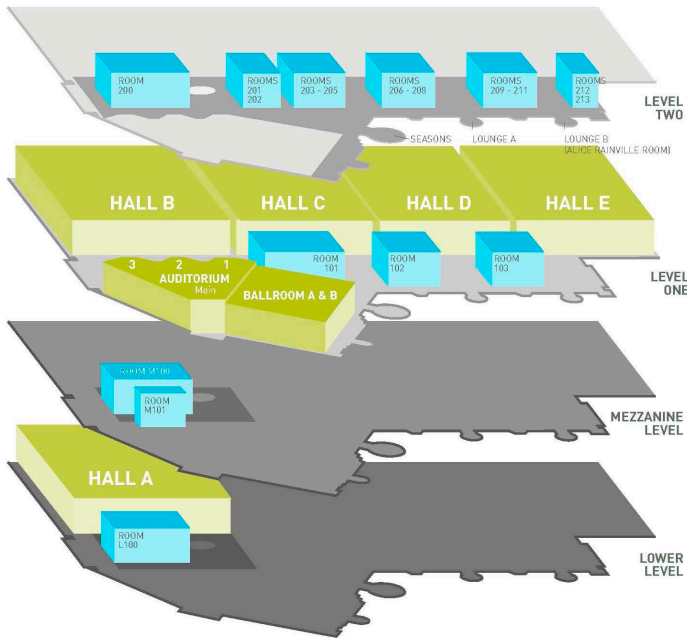 ROOM
200
ROOMS
201
202
ROOMS
203 - 205
ROOMS
206 - 208
ROOMS
209 - 211
ROOMS
212
213
LEVEL
TWO
SEASONS
LOUNGE A
LOUNGE B
(ALICE RAINVILLE ROOM)
HALL B
HALL C
HALL D
HALL E
ROOM
101
ROOM
102
ROOM
103
LEVEL
ONE
3
2
1
AUDITORIUM
Main
BALLROOM A & B
ROOM M100
ROOM
M101
MEZZANINE
LEVEL
HALL A
ROOM
L100
LOWER
LEVEL